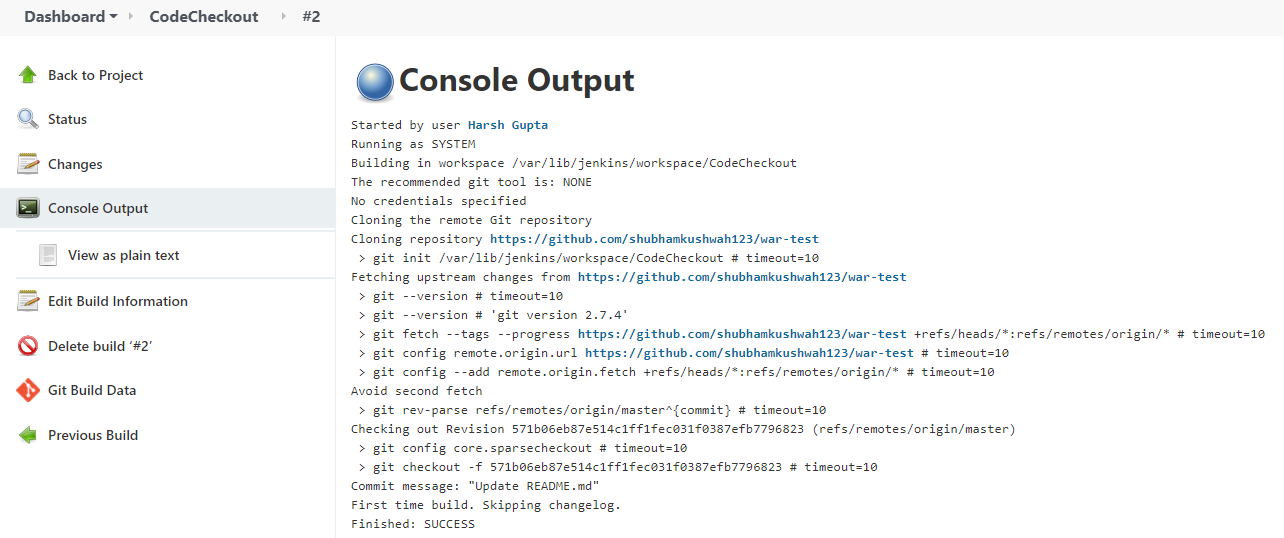 Dashboard CodeCheckout #2
Back to Project
Status
Changes
Console Output
View as plain text
Edit Build Information
Delete build ‘#2’
Git Build Data
Previous Build
Console Output
Started by user Harsh Gupta
Running as SYSTEM
Building in workspace /var/lib/jenkins/workspace/CodeCheckout
The recommended git tool is: NONE
No credentials specified
Cloning the remote Git repository
Cloning repository https://github.com/shubhamkushwah123/war-test
> git init /var/lib/jenkins/workspace/CodeCheckout # timeout=10
Fetching upstream changes from https://github.com/shubhamkushwah123/war-test
> git --version # timeout=10
> git --version # 'git version 2.7.4'
> git fetch --tags --progress https://github.com/shubhamkushwah123/war-test +refs/heads/*:refs/remotes/origin/* # timeout=10
> git config remote.origin.url https://github.com/shubhamkushwah123/war-test # timeout=10
> git config --add remote.origin.fetch +refs/heads/*:refs/remotes/origin/* # timeout=10
Avoid second fetch
> git rev-parse refs/remotes/origin/master^{commit} # timeout=10
Checking out Revision 571b06eb87e514c1ff1fec031f0387efb7796823 (refs/remotes/origin/master)
> git config core.sparsecheckout # timeout=10
> git checkout -f 571b06eb87e514c1ff1fec031f0387efb7796823 # timeout=10
Commit message: "Update README.md"
First time build. Skipping changelog.
Finished: SUCCESS